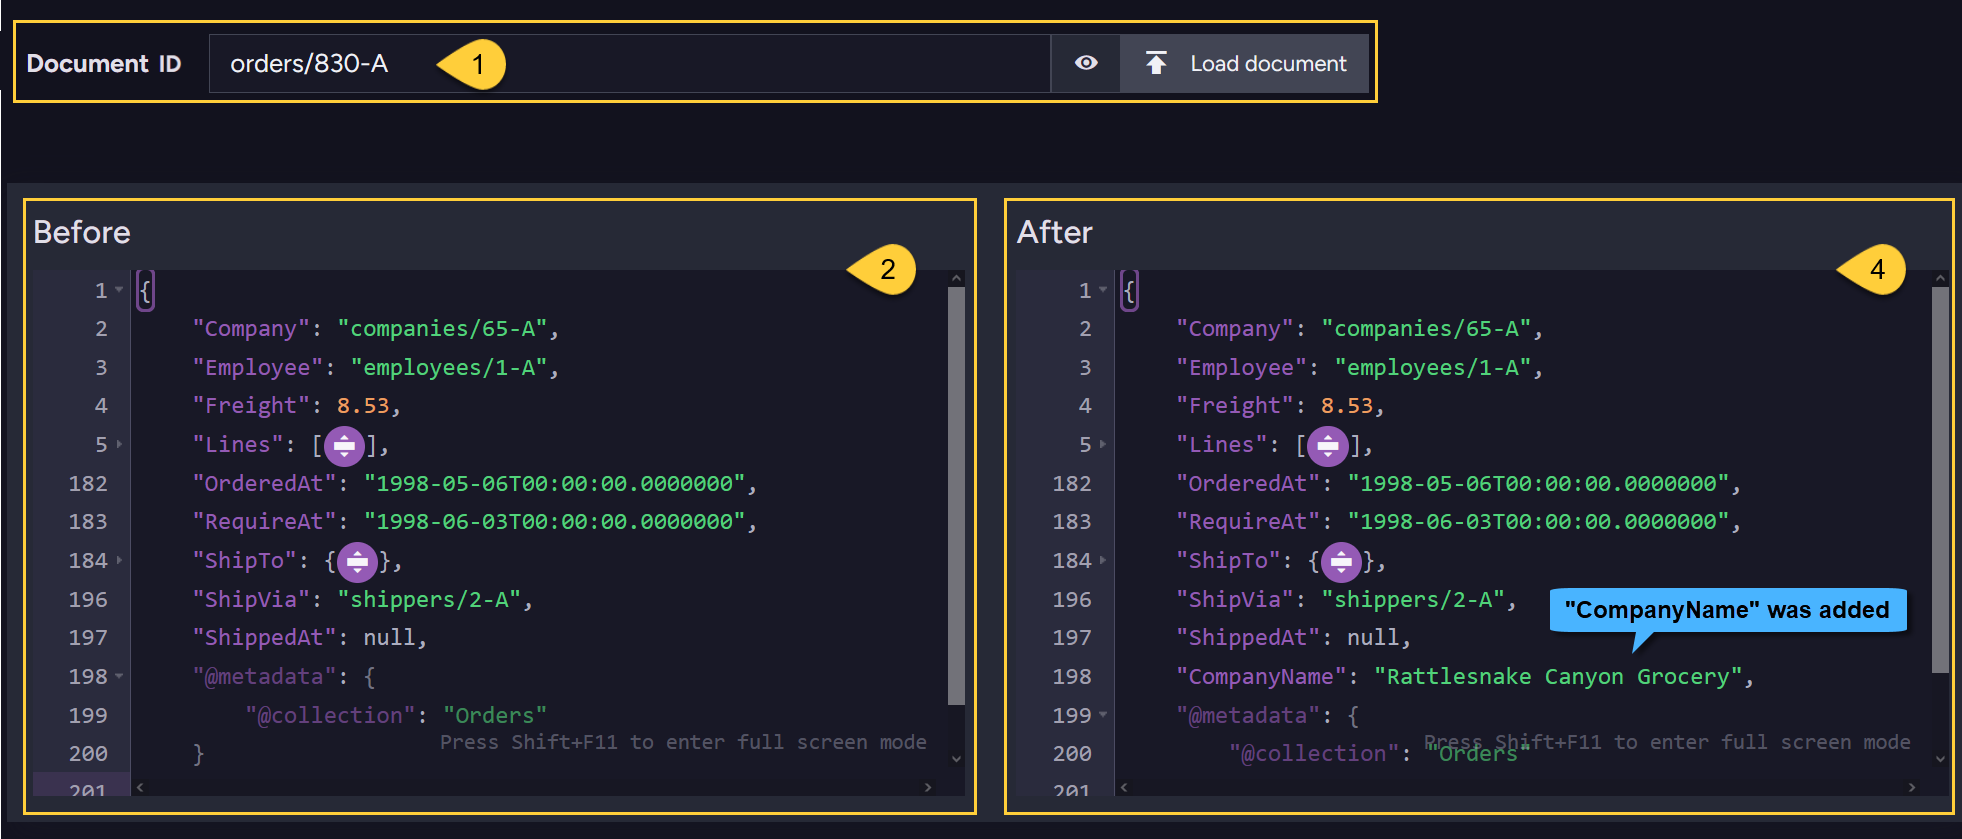 Document ID orders/830-A 1 Load document
Before
2
1 {
2 "Company": "companies/65-A",
3 "Employee": "employees/1-A",
4 "Freight": 8.53,
5 "Lines": [ ],
182 "OrderedAt": "1998-05-06T00:00:00.0000000",
183 "RequireAt": "1998-06-03T00:00:00.0000000",
184 "ShipTo": { },
196 "ShipVia": "shippers/2-A",
197 "ShippedAt": null,
198 "@metadata": {
199 "@collection": "Orders"
Press Shift+F11 to enter full screen mode
200 }
201
After
4
1 {
2 "Company": "companies/65-A",
3 "Employee": "employees/1-A",
4 "Freight": 8.53,
5 "Lines": [ ],
182 "OrderedAt": "1998-05-06T00:00:00.0000000",
183 "RequireAt": "1998-06-03T00:00:00.0000000",
184 "ShipTo": { },
196 "ShipVia": "shippers/2-A",
"CompanyName" was added
197 "ShippedAt": null,
198 "CompanyName": "Rattlesnake Canyon Grocery",
199 "@metadata": {
Press Shift+F11 to enter full screen mode
200 "@collection": "Orders"
201